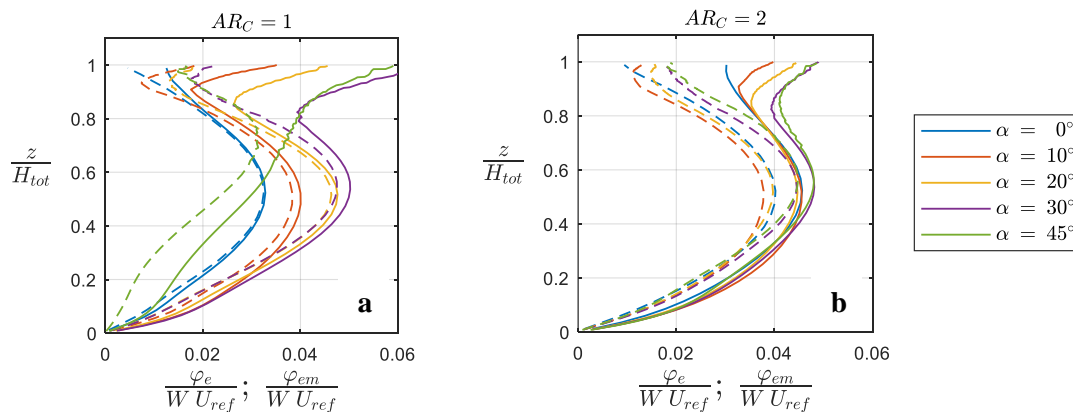 AR_C = 1
1
0.8
z / H_tot
0.6
0.4
0.2
0
a
0 0.02 0.04 0.06
φ_e / W U_ref ; φ_em / W U_ref
AR_C = 2
1
0.8
z / H_tot
0.6
0.4
0.2
0
b
0 0.02 0.04 0.06
φ_e / W U_ref ; φ_em / W U_ref
α = 0°
α = 10°
α = 20°
α = 30°
α = 45°